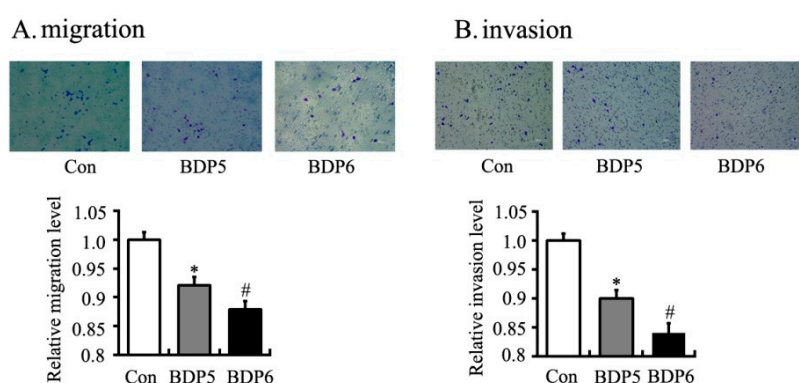 A. migration
B. invasion
Con
BDP5
BDP6
Con
BDP5
BDP6
Relative migration level
1.05
1.0
0.95
0.9
0.85
0.8
*
#
Con
BDP5
BDP6
Relative invasion level
1.05
1.0
0.95
0.9
0.85
0.8
*
#
Con
BDP5
BDP6